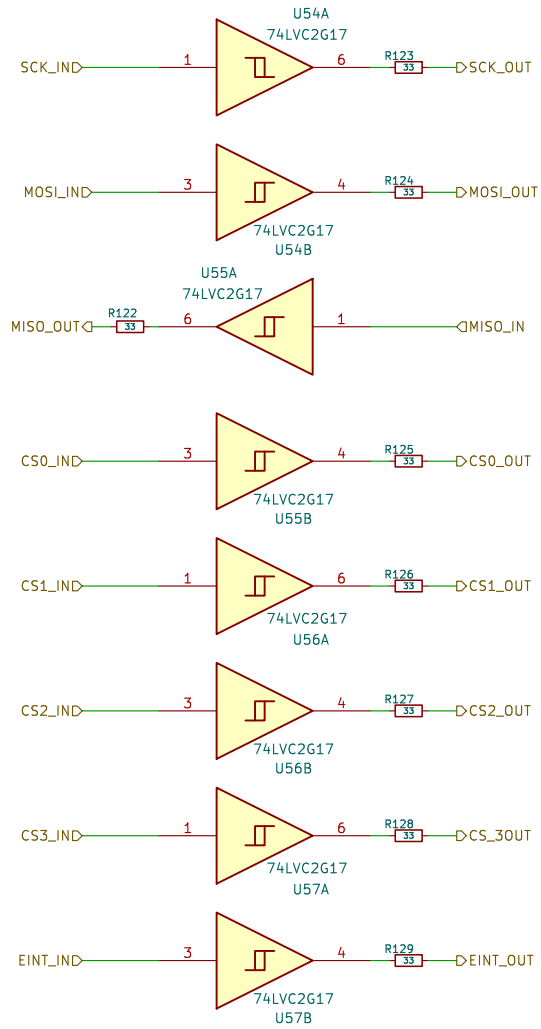 U54A
74LVC2G17
SCK_IN 1 6 R123 33 SCK_OUT
MOSI_IN 3 4 R124 33 MOSI_OUT
74LVC2G17
U54B
U55A
74LVC2G17
MISO_OUT R122 33 6 1 MISO_IN
CS0_IN 3 4 R125 33 CS0_OUT
74LVC2G17
U55B
CS1_IN 1 6 R126 33 CS1_OUT
74LVC2G17
U56A
CS2_IN 3 4 R127 33 CS2_OUT
74LVC2G17
U56B
CS3_IN 1 6 R128 33 CS_3OUT
74LVC2G17
U57A
EINT_IN 3 4 R129 33 EINT_OUT
74LVC2G17
U57B